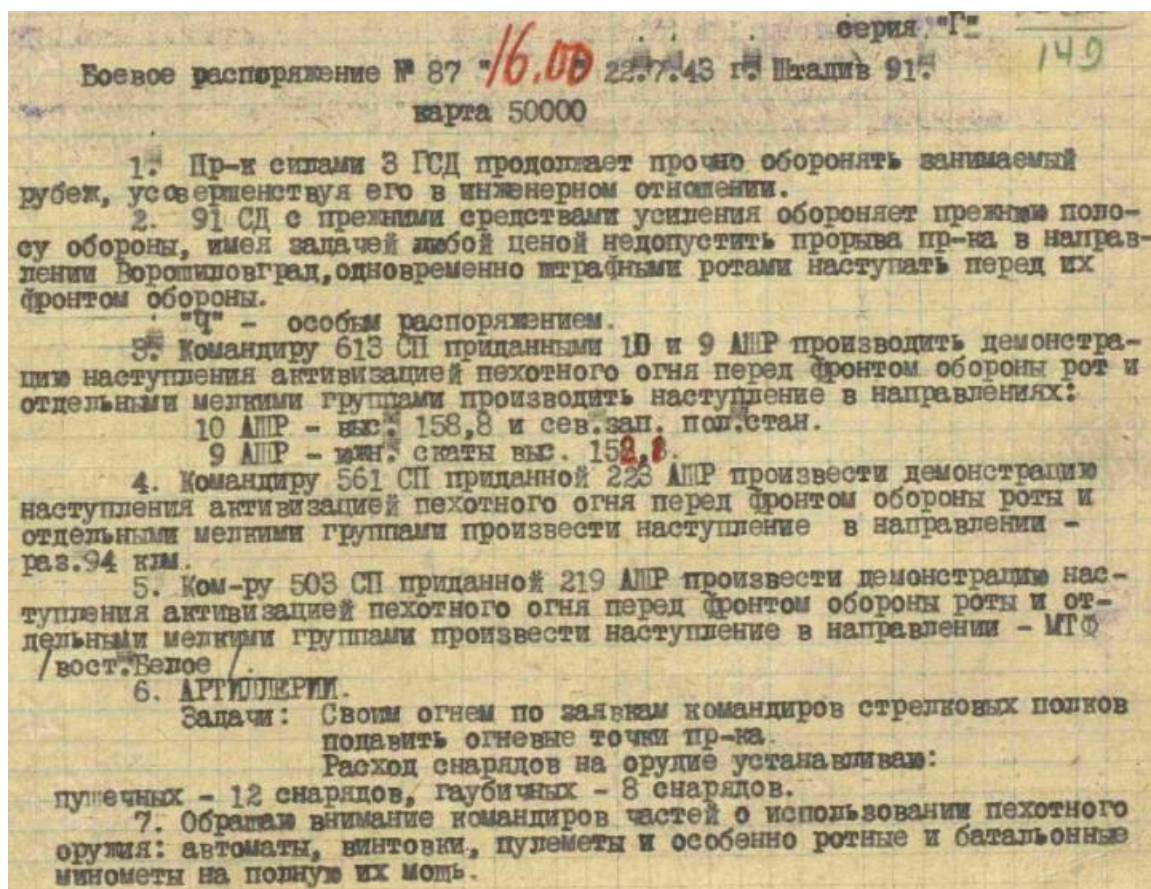 серия "Г"
149
Боевое распоряжение № 87 "16.00 22.7.43 г. Штадив 91.
карта 50000
1. Пр-к силами 3 ГСД продолжает прочно оборонять занимаемый
рубеж, усовершенствуя его в инженерном отношении.
2. 91 СД с прежними средствами усиления обороняет прежнюю поло-
су обороны, имея задачей любой ценой недопустить прорыва пр-ка в направ-
лении Ворошиловград,одновременно штрафными ротами наступать перед их
фронтом обороны.
"Ч" - особым распоряжением.
3. Командиру 613 СП приданными 10 и 9 АШР производить демонстра-
цию наступления активизацией пехотного огня перед фронтом обороны рот и
отдельными мелкими группами производить наступление в направлениях:
10 АШР - выс. 158,8 и сев.зап. пол.стан.
9 АШР - южн. скаты выс. 158,8.
4. Командиру 561 СП приданной 223 АШР произвести демонстрацию
наступления активизацией пехотного огня перед фронтом обороны роты и
отдельными мелкими группами произвести наступление в направлении -
раз.94 клм.
5. Ком-ру 503 СП приданной 219 АШР произвести демонстрацию нас-
тупления активизацией пехотного огня перед фронтом обороны роты и от-
дельными мелкими группами произвести наступление в направлении - МТФ
/вост.Белое/.
6. АРТИЛЛЕРИИ.
Задачи: Своим огнем по заявкам командиров стрелковых полков
подавить огневые точки пр-ка.
Расход снарядов на орудие устанавливаю:
пушечных - 12 снарядов, гаубичных - 8 снарядов.
7. Обращаю внимание командиров частей о использовании пехотного
оружия: автоматы, винтовки, пулеметы и особенно ротные и батальонные
минометы на полную их мощь.